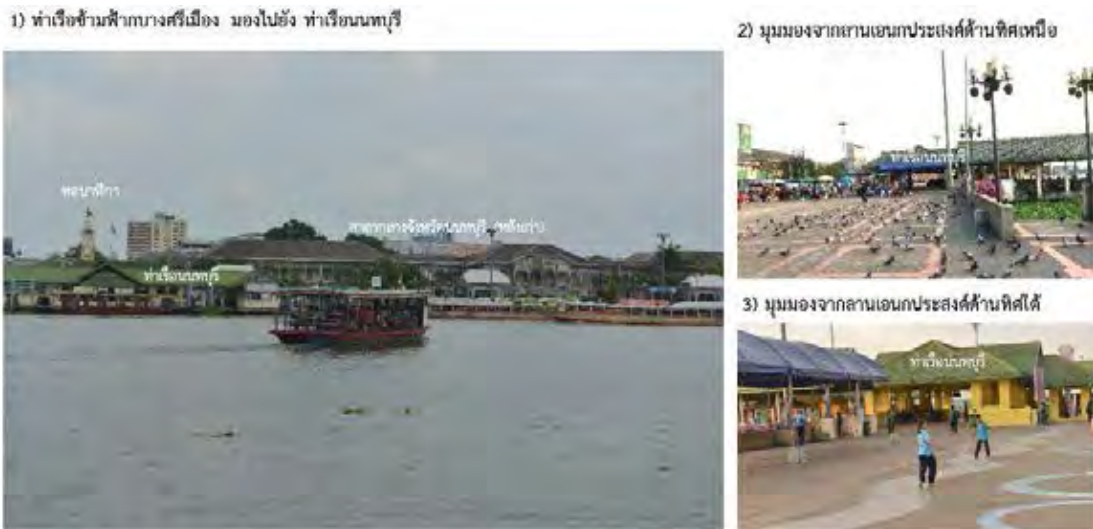 1) ท่าเรือข้ามฟ้ากบางศรีเมือง มองไปยัง ท่าเรือนนทบุรี
หอนาฬิกา
ศาลากลางจังหวัดนนทบุรี (หลังเก่า)
ท่าเรือนนทบุรี
2) มุมมองจากลานเอนกประสงค์ด้านทิศเหนือ
ท่าเรือนนทบุรี
3) มุมมองจากลานเอนกประสงค์ด้านทิศใต้
ท่าเรือนนทบุรี